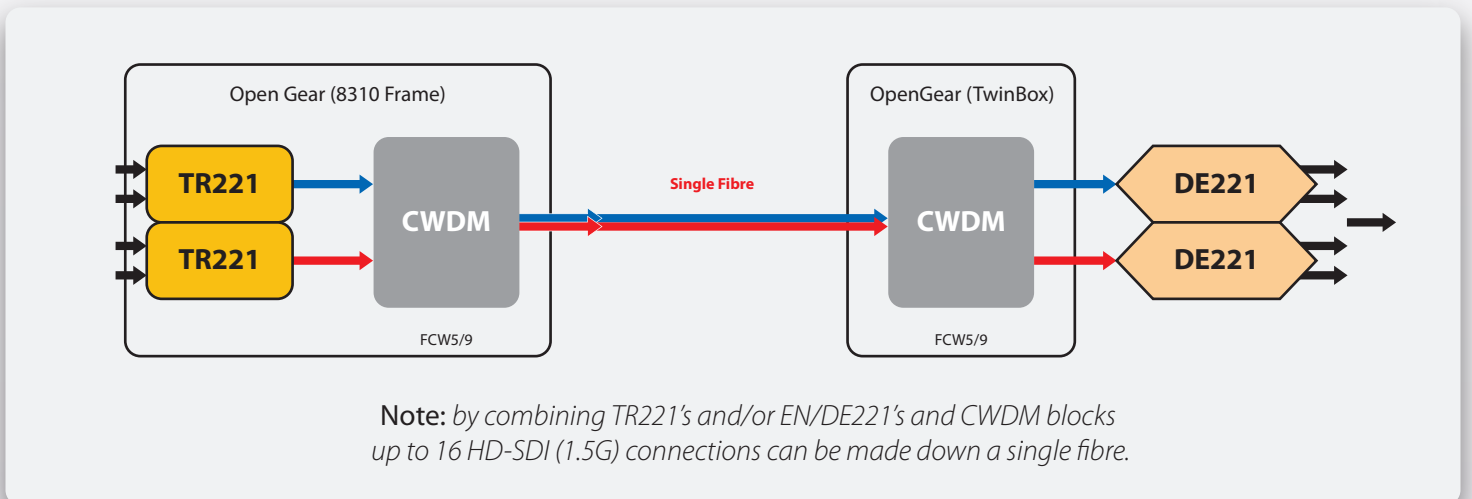 Open Gear (8310 Frame)
OpenGear (TwinBox)
TR221
TR221
CWDM
FCW5/9
Single Fibre
CWDM
FCW5/9
DE221
DE221
Note: by combining TR221's and/or EN/DE221's and CWDM blocks
up to 16 HD-SDI (1.5G) connections can be made down a single fibre.